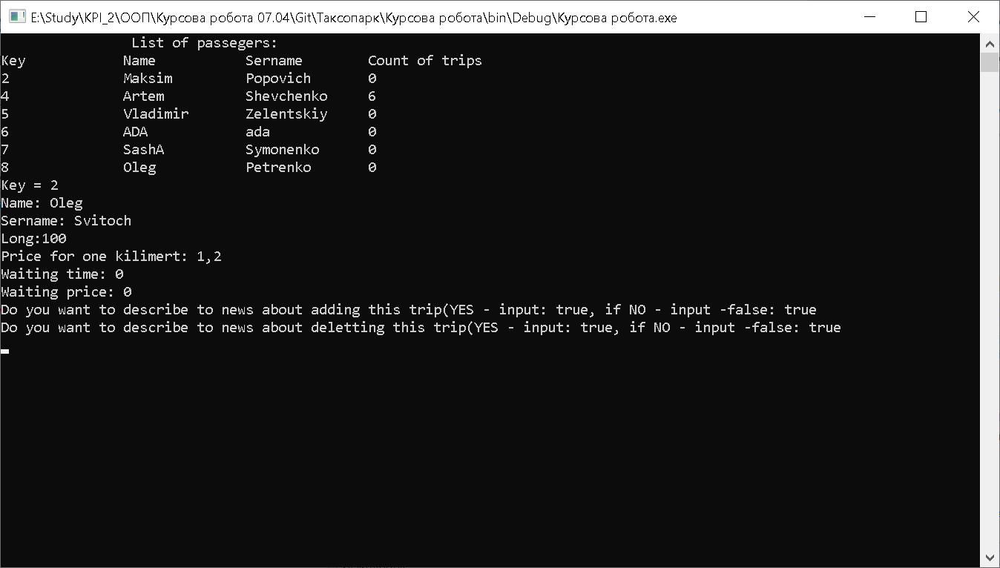 E:\Study\KPI_2\ООП\Курсова робота 07.04\Git\Таксопарк\Курсова робота\bin\Debug\Курсова робота.exe
List of passegers:
Key Name Sername Count of trips
2 Maksim Popovich 0
4 Artem Shevchenko 6
5 Vladimir Zelentskiy 0
6 ADA ada 0
7 SashA Symonenko 0
8 Oleg Petrenko 0
Key = 2
Name: Oleg
Sername: Svitoch
Long:100
Price for one kilimert: 1,2
Waiting time: 0
Waiting price: 0
Do you want to describe to news about adding this trip(YES - input: true, if NO - input -false: true
Do you want to describe to news about deletting this trip(YES - input: true, if NO - input -false: true